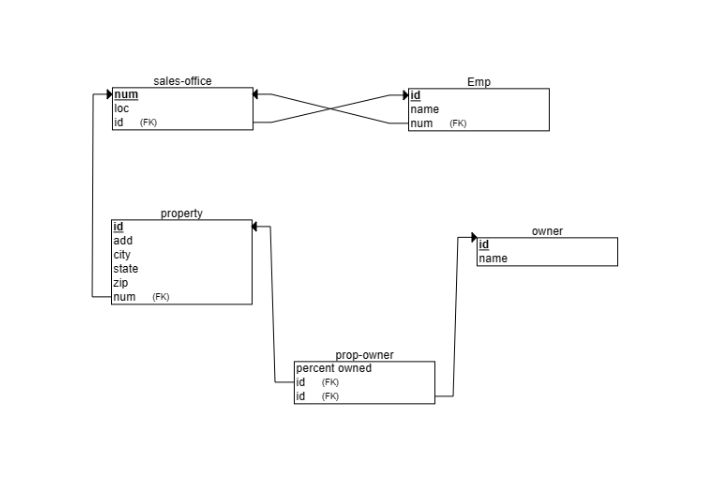 sales-office
num
loc
id (FK)
Emp
id
name
num (FK)
property
id
add
city
state
zip
num (FK)
owner
id
name
prop-owner
percent owned
id (FK)
id (FK)